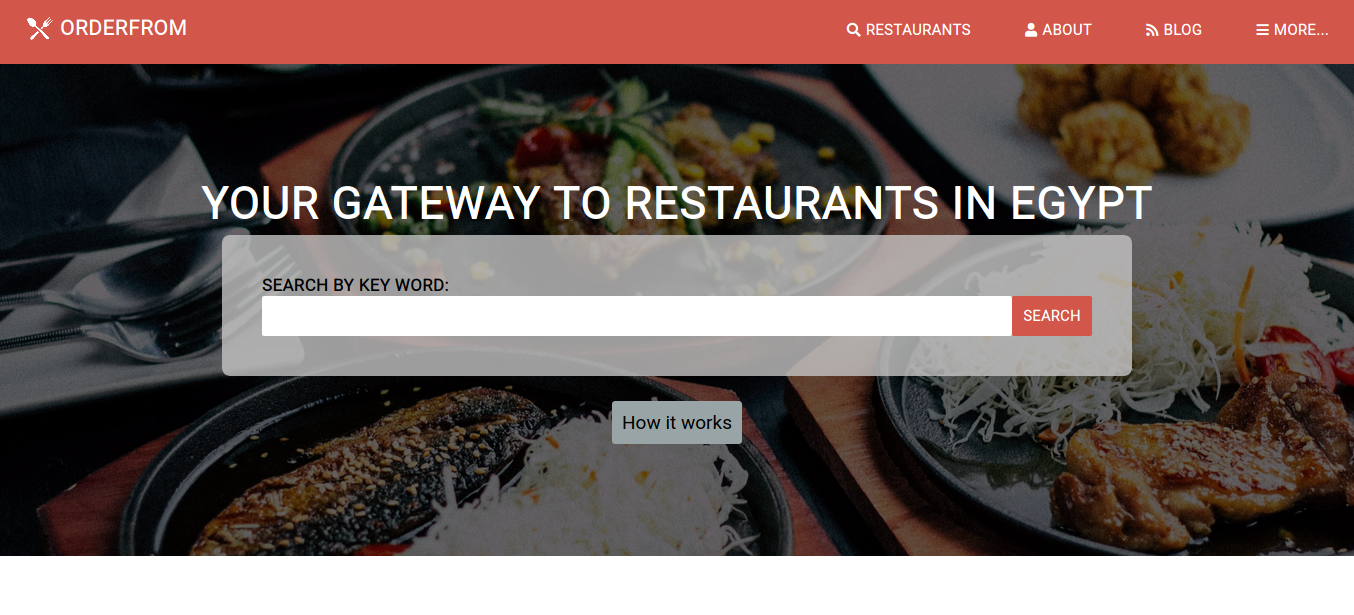 ORDERFROM
RESTAURANTS
ABOUT
BLOG
MORE...
YOUR GATEWAY TO RESTAURANTS IN EGYPT
SEARCH BY KEY WORD:
SEARCH
How it works